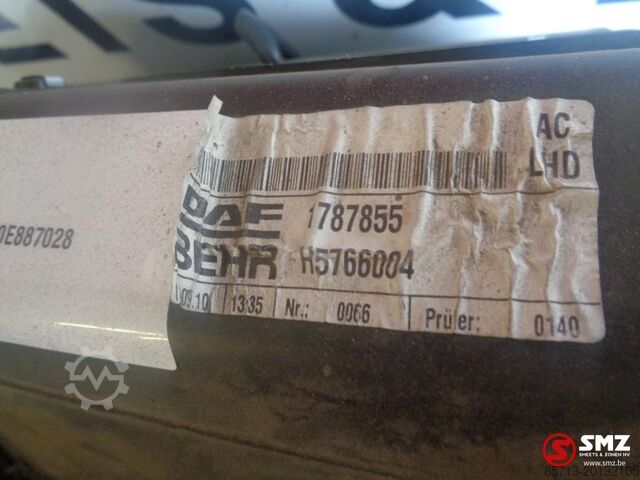 AC
LHD
DAF 1787855
BEHR H5766004
0E887028
09.10 13:35 Nr.: 0066 Prüfer: 0140
SMZ
SHEETS & ZONEN NV
www.smz.be